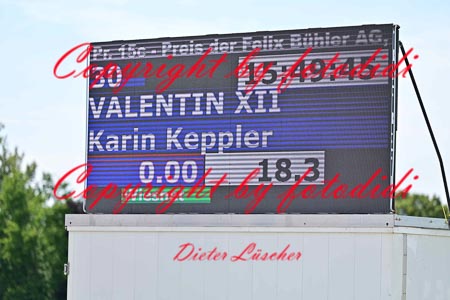 Pr. 15c - Preis der Felix Bühler AG,
Copyright by fotodidi
VALENTIN XII
Karin Keppler
0.00 18.3
Copyright by fotodidi
Dieter Lüscher